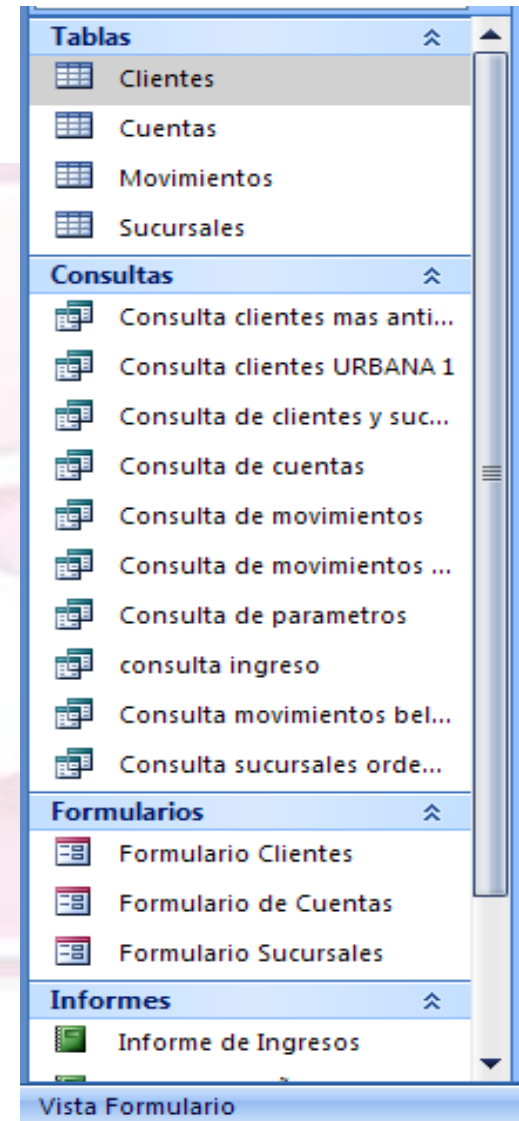 Tablas
Clientes
Cuentas
Movimientos
Sucursales
Consultas
Consulta clientes mas anti...
Consulta clientes URBANA 1
Consulta de clientes y suc...
Consulta de cuentas
Consulta de movimientos
Consulta de movimientos ...
Consulta de parametros
consulta ingreso
Consulta movimientos bel...
Consulta sucursales orde...
Formularios
Formulario Clientes
Formulario de Cuentas
Formulario Sucursales
Informes
Informe de Ingresos
Vista Formulario